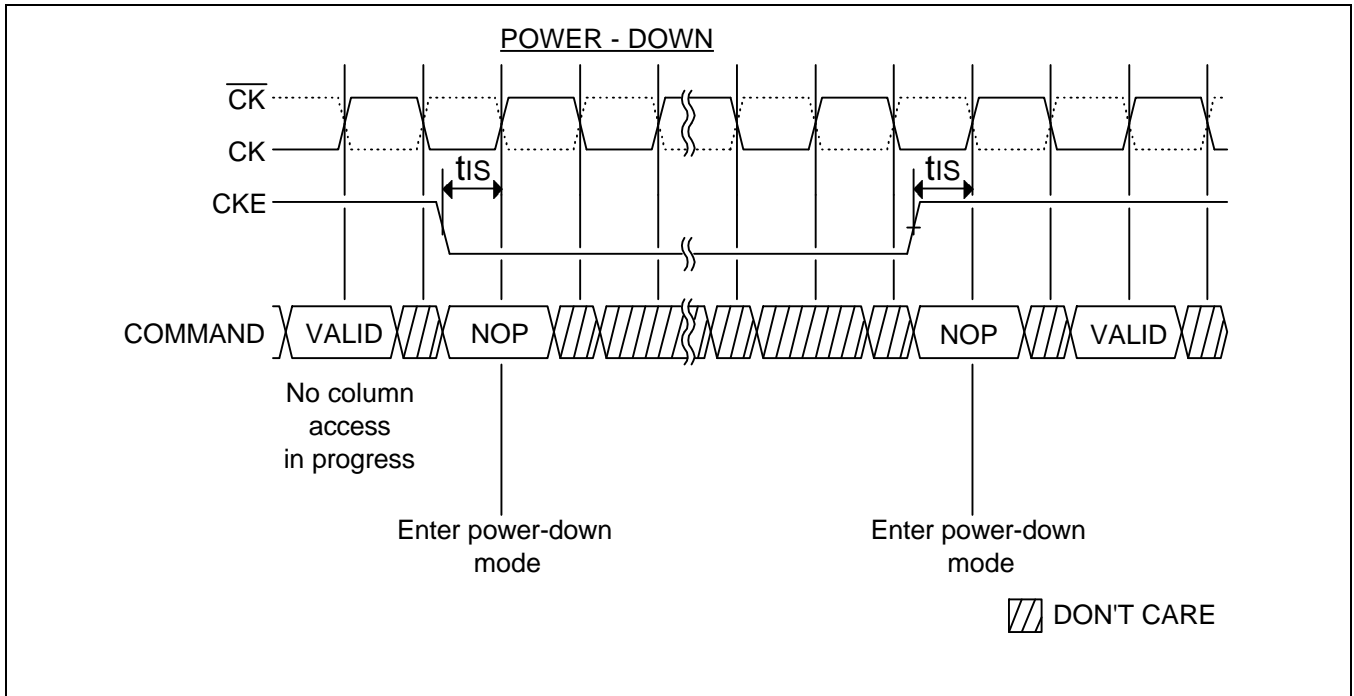 POWER - DOWN
CK
CK
tIS
tIS
CKE
COMMAND
VALID
NOP
NOP
VALID
No column
access
in progress
Enter power-down
mode
Enter power-down
mode
DON'T CARE